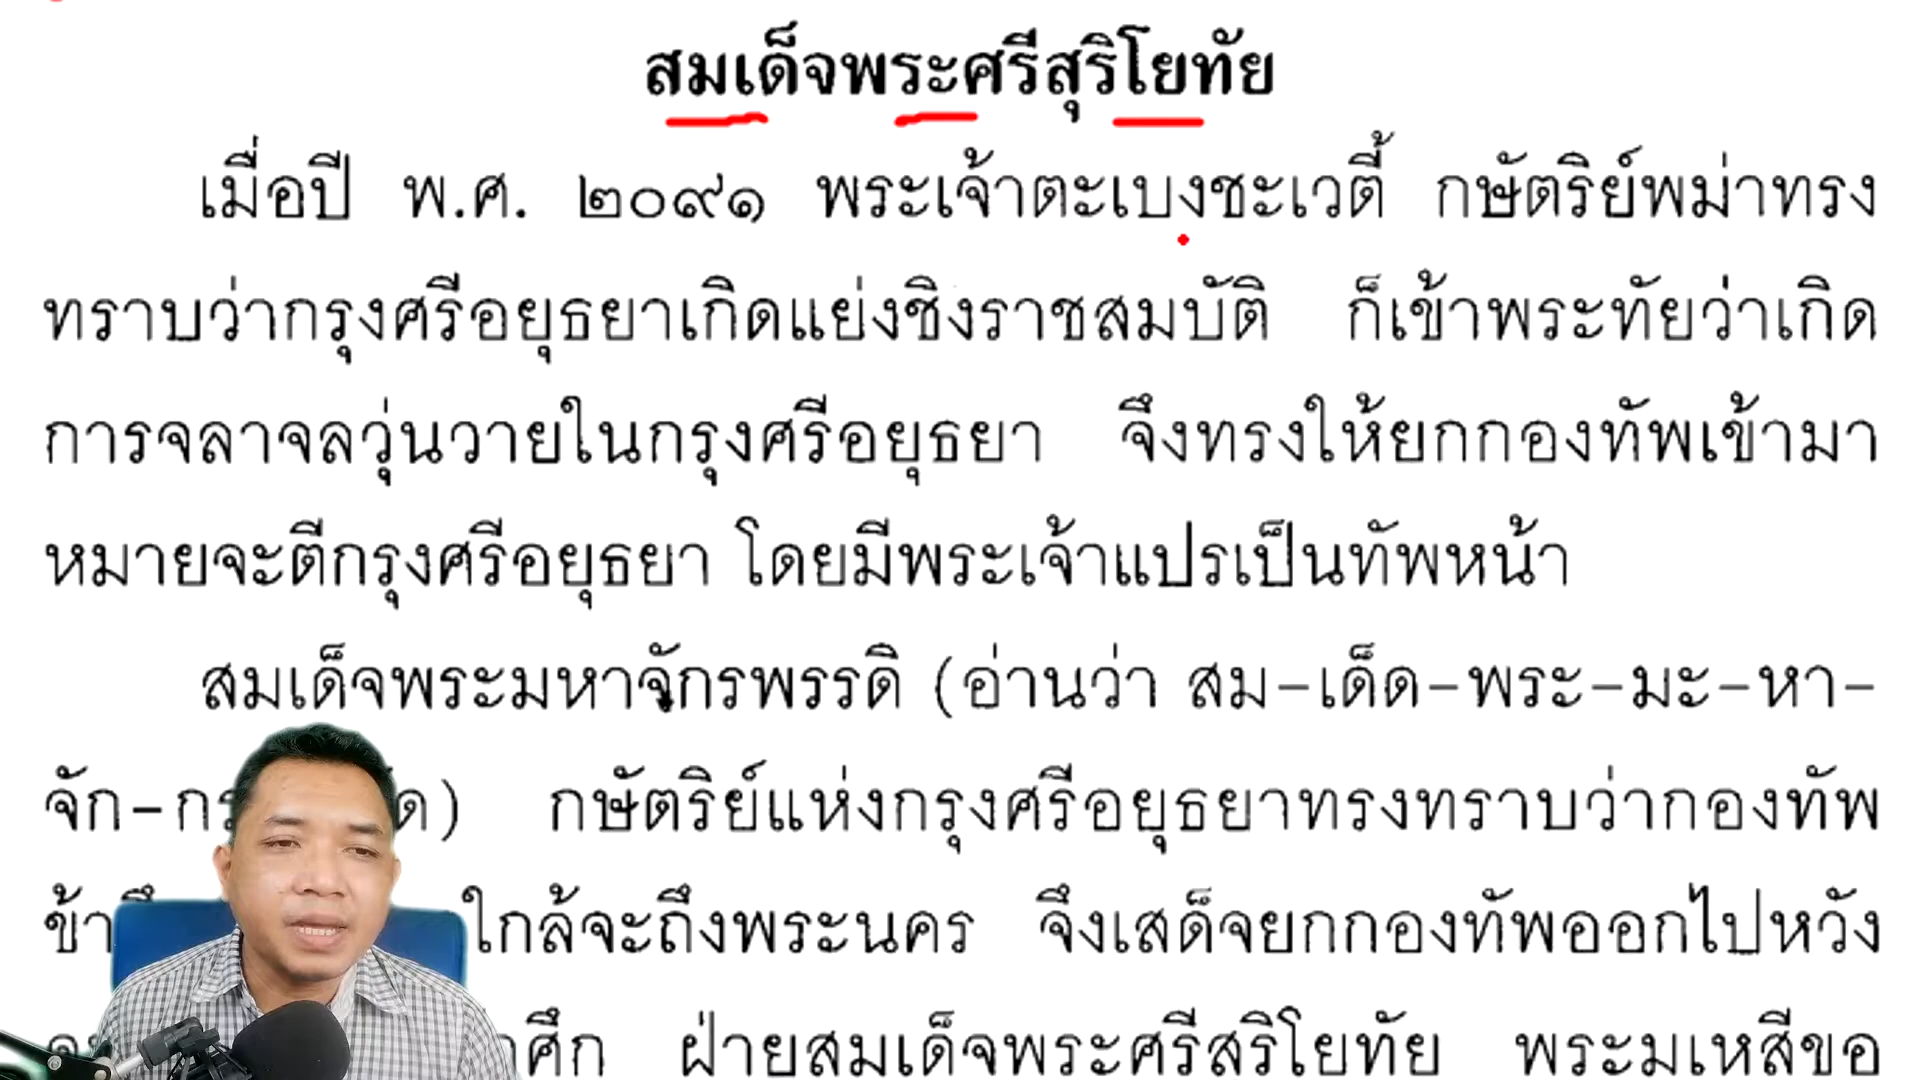 สมเด็จพระศรีสุริโยทัย
เมื่อปี พ.ศ. ๒๐๙๑ พระเจ้าตะเบงชะเวตี้ กษัตริย์พม่าทรง
ทราบว่ากรุงศรีอยุธยาเกิดแย่งชิงราชสมบัติ ก็เข้าพระทัยว่าเกิด
การจลาจลวุ่นวายในกรุงศรีอยุธยา จึงทรงให้ยกกองทัพเข้ามา
หมายจะตีกรุงศรีอยุธยา โดยมีพระเจ้าแปรเป็นทัพหน้า
สมเด็จพระมหาจักรพรรดิ (อ่านว่า สม-เด็ด-พระ-มะ-หา-
จัก-กร ด) กษัตริย์แห่งกรุงศรีอยุธยาทรงทราบว่ากองทัพ
ข้า ใกล้จะถึงพระนคร จึงเสด็จยกกองทัพออกไปหวัง
ศึก ฝ่ายสมเด็จพระศรีสุริโยทัย พระมเหสีขอ